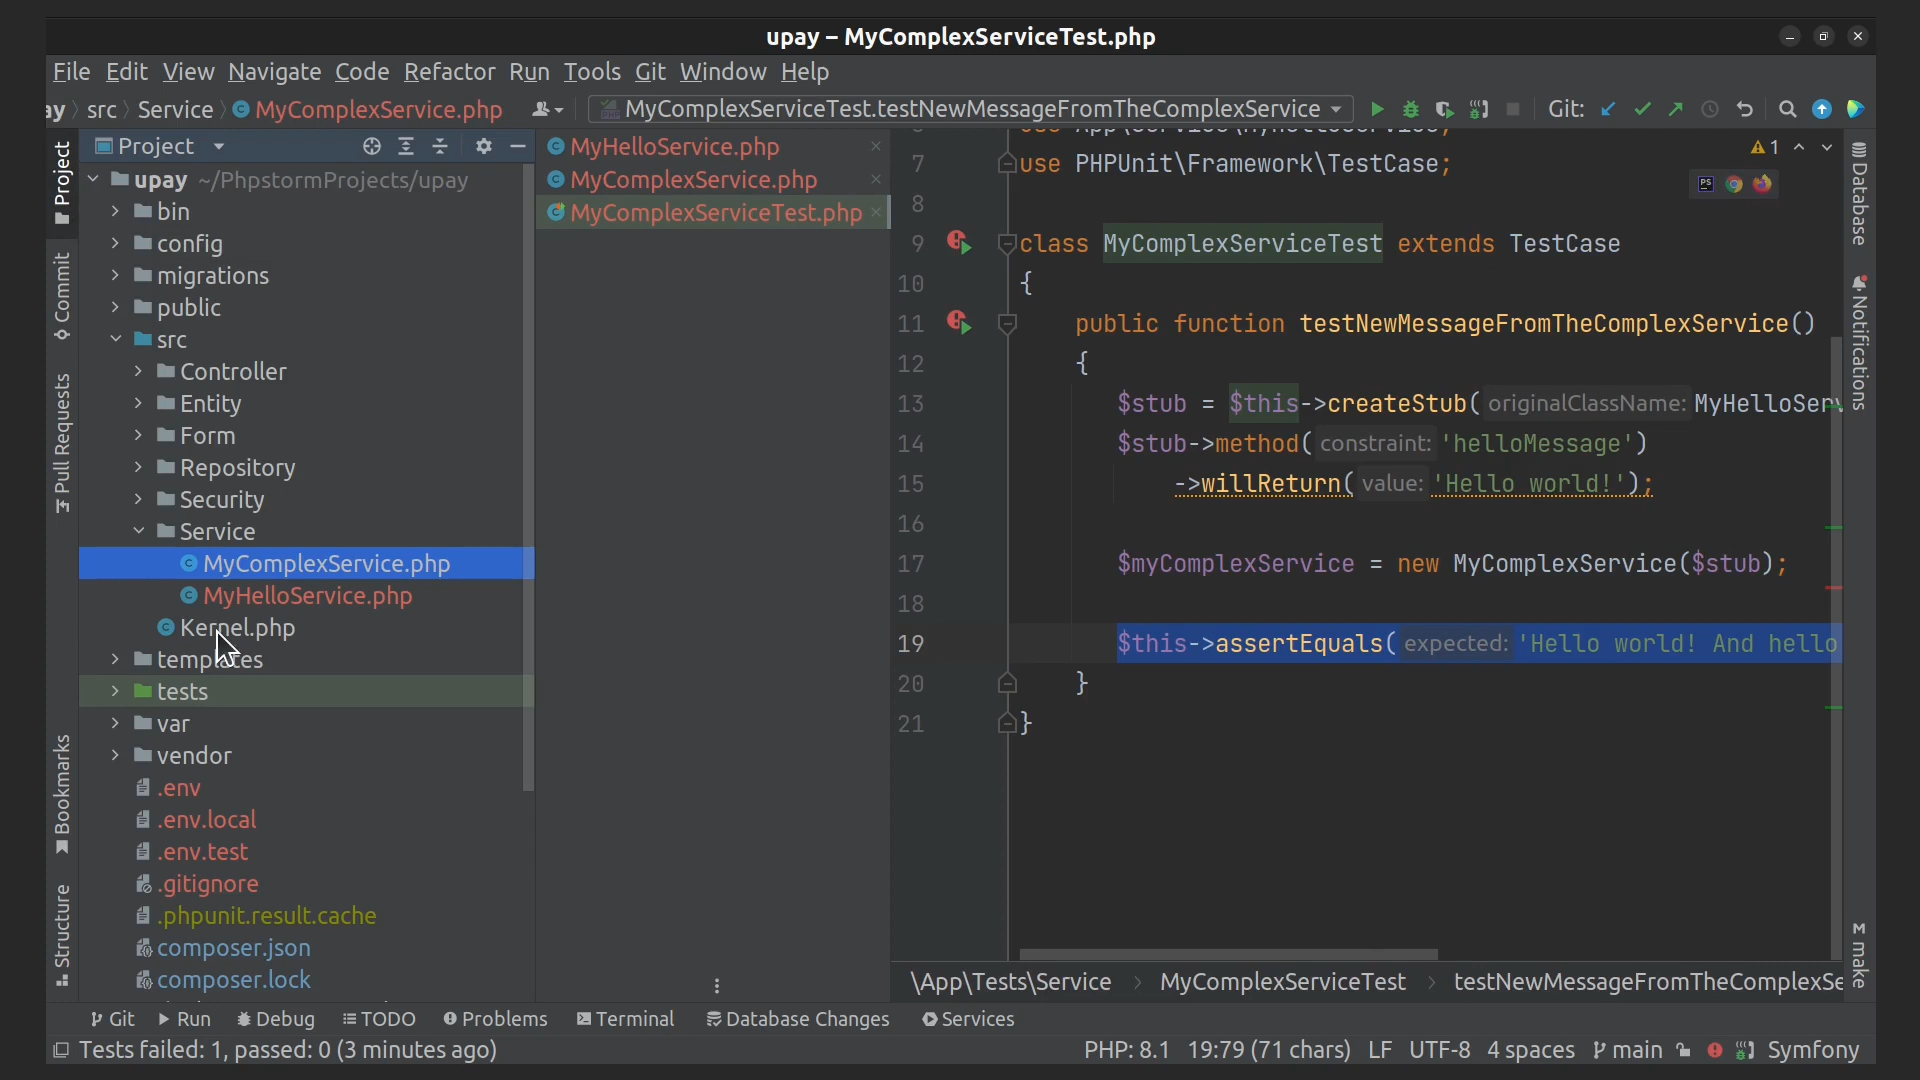 upay – MyComplexServiceTest.php
File Edit View Navigate Code Refactor Run Tools Git Window Help
ay src Service MyComplexService.php MyComplexServiceTest.testNewMessageFromTheComplexService Git:
Project
upay ~/PhpstormProjects/upay
bin
config
migrations
public
src
Controller
Entity
Form
Repository
Security
Service
MyComplexService.php
MyHelloService.php
Kernel.php
templates
tests
var
vendor
.env
.env.local
.env.test
.gitignore
.phpunit.result.cache
composer.json
composer.lock
Project
Commit
Pull Requests
Bookmarks
Structure
MyHelloService.php
MyComplexService.php
MyComplexServiceTest.php
1
7 use PHPUnit\Framework\TestCase;
8
9 class MyComplexServiceTest extends TestCase
10 {
11 public function testNewMessageFromTheComplexService()
12 {
13 $stub = $this->createStub( originalClassName: MyHelloServ
14 $stub->method( constraint: 'helloMessage')
15 ->willReturn( value: 'Hello world!');
16
17 $myComplexService = new MyComplexService($stub);
18
19 $this->assertEquals( expected: 'Hello world! And hello
20 }
21 }
Database
Notifications
make
\App\Tests\Service MyComplexServiceTest testNewMessageFromTheComplexSe
Git Run Debug TODO Problems Terminal Database Changes Services
Tests failed: 1, passed: 0 (3 minutes ago) PHP: 8.1 19:79 (71 chars) LF UTF-8 4 spaces main Symfony